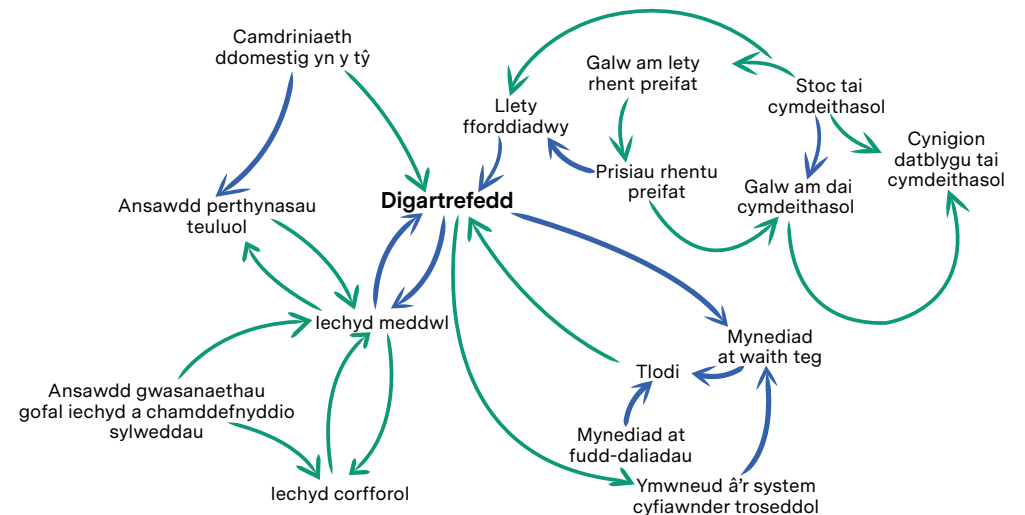 Camdriniaeth
ddomestig yn y tŷ
Galw am lety
rhent preifat
Stoc tai
cymdeithasol
Llety
fforddiadwy
Cynigion
datblygu tai
cymdeithasol
Prisiau rhentu
preifat
Galw am dai
cymdeithasol
Digartrefedd
Ansawdd perthynasau
teuluol
Iechyd meddwl
Mynediad
at waith teg
Tlodi
Ansawdd gwasanaethau
gofal iechyd a chamddefnyddio
sylweddau
Mynediad at
fudd-daliadau
Iechyd corfforol
Ymwneud â’r system
cyfiawnder troseddol